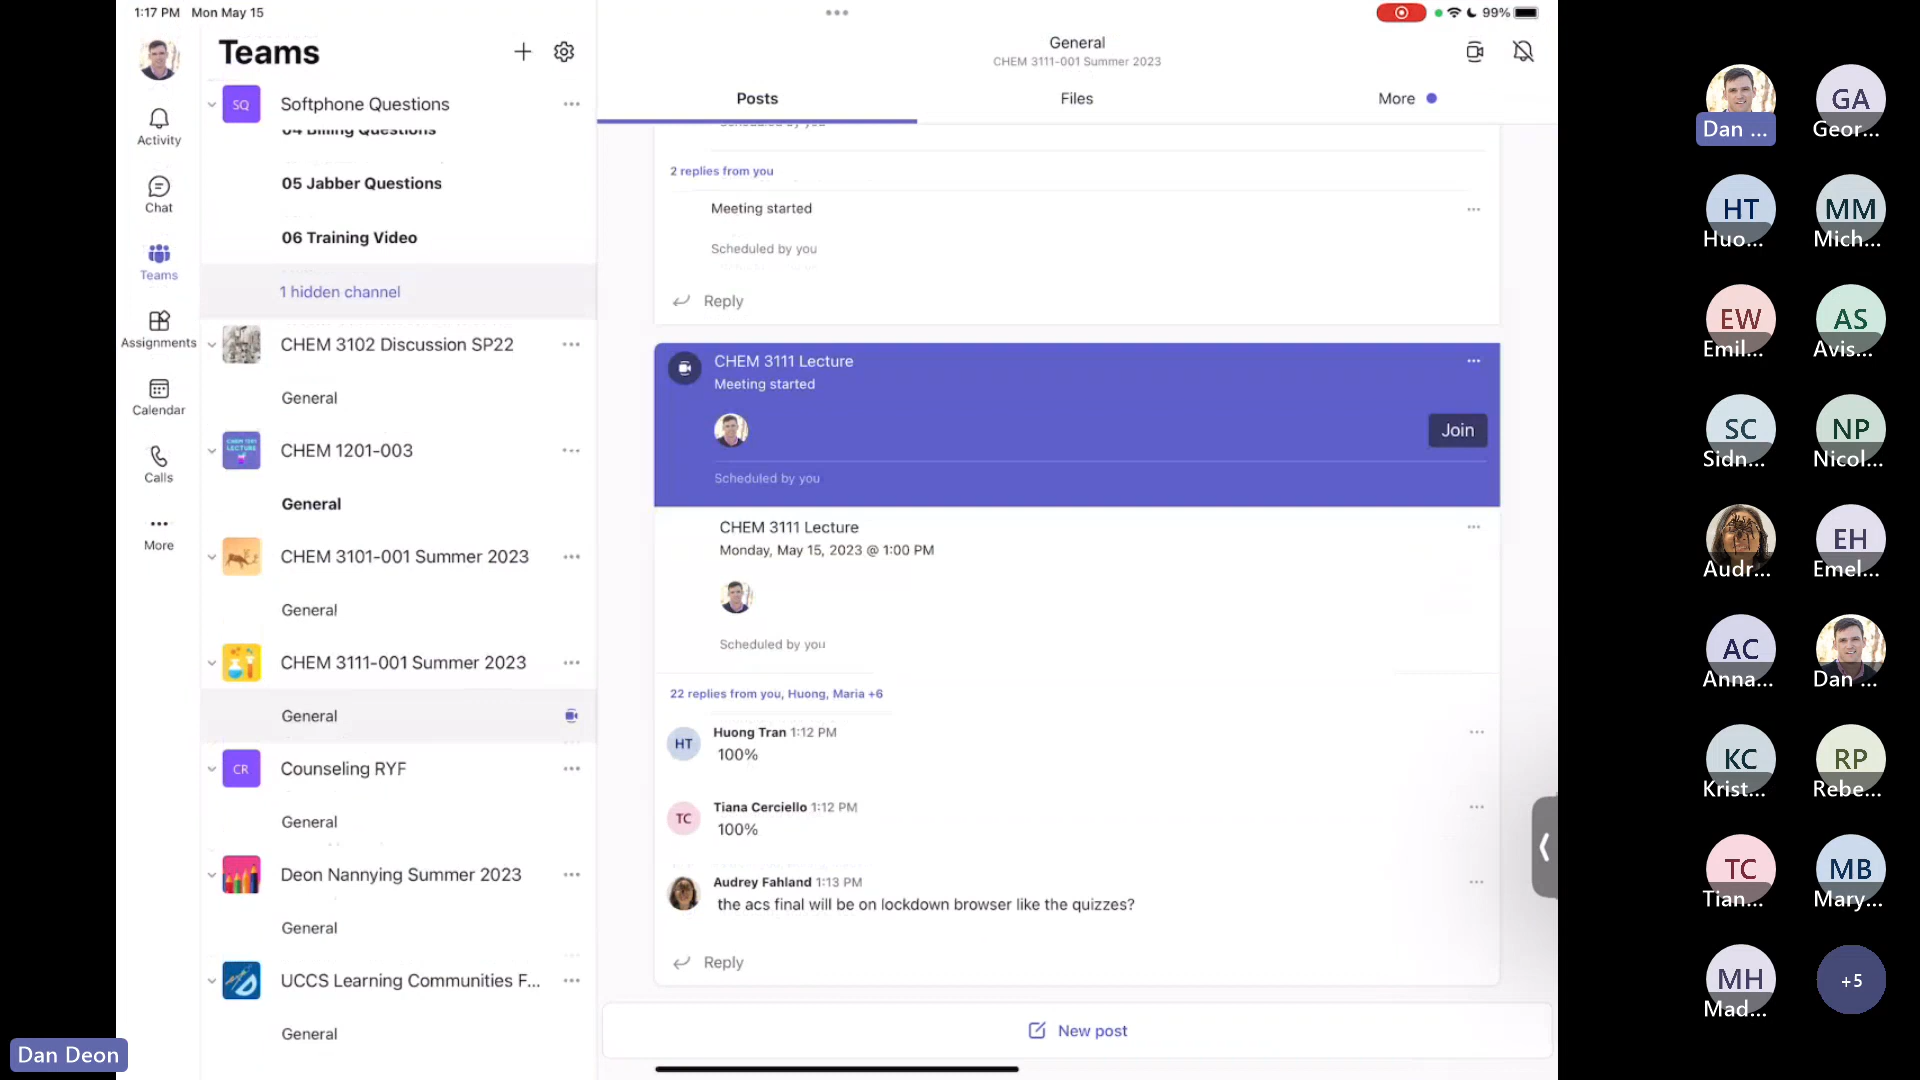 1:17 PM Mon May 15
99%
Teams
Activity
Chat
Teams
Assignments
Calendar
Calls
More
SQ
Softphone Questions
04 Billing Questions
05 Jabber Questions
06 Training Video
1 hidden channel
CHEM 3102 Discussion SP22
General
CHEM 1201-003
General
CHEM 3101-001 Summer 2023
General
CHEM 3111-001 Summer 2023
General
CR
Counseling RYF
General
Deon Nannying Summer 2023
General
UCCS Learning Communities F...
General
General
CHEM 3111-001 Summer 2023
Posts
Files
More
Scheduled by you
2 replies from you
Meeting started
Scheduled by you
Reply
CHEM 3111 Lecture
Meeting started
Join
Scheduled by you
CHEM 3111 Lecture
Monday, May 15, 2023 @ 1:00 PM
Scheduled by you
22 replies from you, Huong, Maria +6
HT
Huong Tran 1:12 PM
100%
TC
Tiana Cerciello 1:12 PM
100%
Audrey Fahland 1:13 PM
the acs final will be on lockdown browser like the quizzes?
Reply
New post
Dan Deon
Dan ...
GA
Geor...
HT
Huo...
MM
Mich...
EW
Emil...
AS
Avis...
SC
Sidn...
NP
Nicol...
Audr...
EH
Emel...
AC
Anna...
Dan ...
KC
Krist...
RP
Rebe...
TC
Tian...
MB
Mary...
MH
Mad...
+5